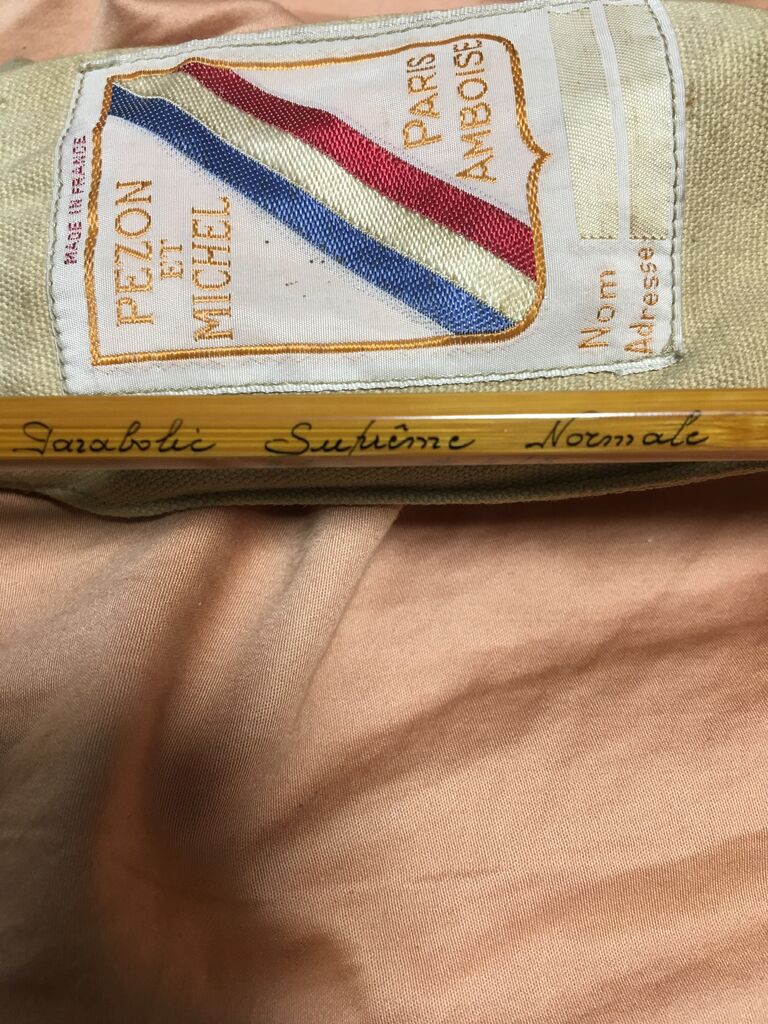 MADE IN FRANCE
PEZON
ET
MICHEL
PARIS
AMBOISE
Nom
Adresse
Parabolic Suprême Normale